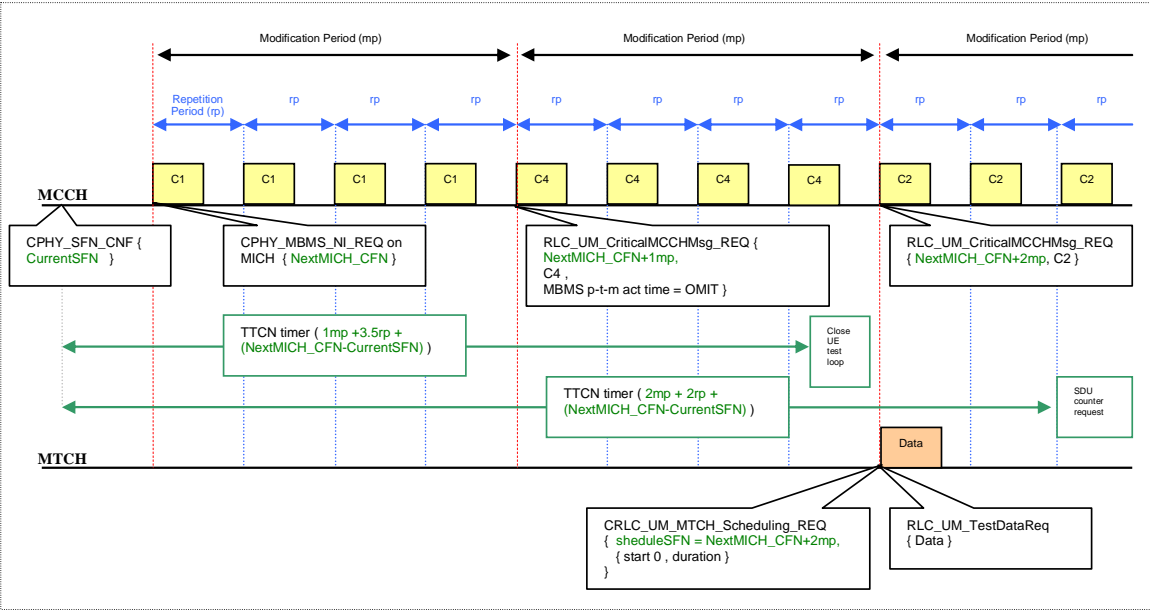 Modification Period (mp)
Modification Period (mp)
Modification Period (mp)
Repetition
Period (rp)
rp
rp
rp
rp
rp
rp
rp
rp
rp
rp
C1
C1
C1
C1
C4
C4
C4
C4
C2
C2
C2
MCCH
CPHY_SFN_CNF {
CurrentSFN }
CPHY_MBMS_NI_REQ on
MICH { NextMICH_CFN }
RLC_UM_CriticalMCCHMsg_REQ {
NextMICH_CFN+1mp,
C4 ,
MBMS p-t-m act time = OMIT }
RLC_UM_CriticalMCCHMsg_REQ
{ NextMICH_CFN+2mp, C2 }
TTCN timer ( 1mp +3.5rp +
(NextMICH_CFN-CurrentSFN) )
Close
UE
test
loop
TTCN timer ( 2mp + 2rp +
(NextMICH_CFN-CurrentSFN) )
SDU
counter
request
Data
MTCH
CRLC_UM_MTCH_Scheduling_REQ
{ sheduleSFN = NextMICH_CFN+2mp,
{ start 0 , duration }
}
RLC_UM_TestDataReq
{ Data }